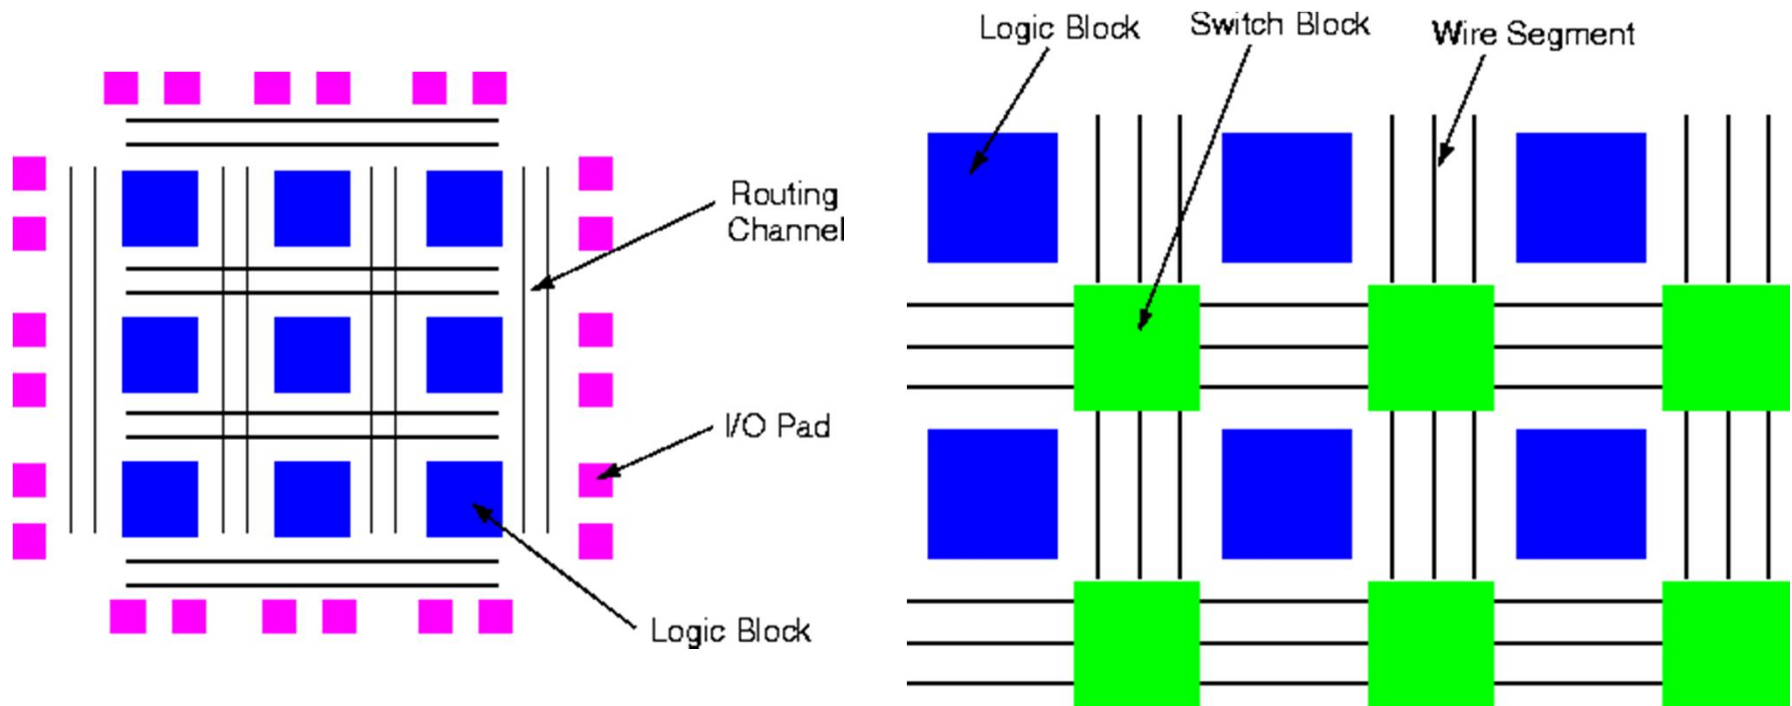 Routing
Channel
I/O Pad
Logic Block
Logic Block
Switch Block
Wire Segment